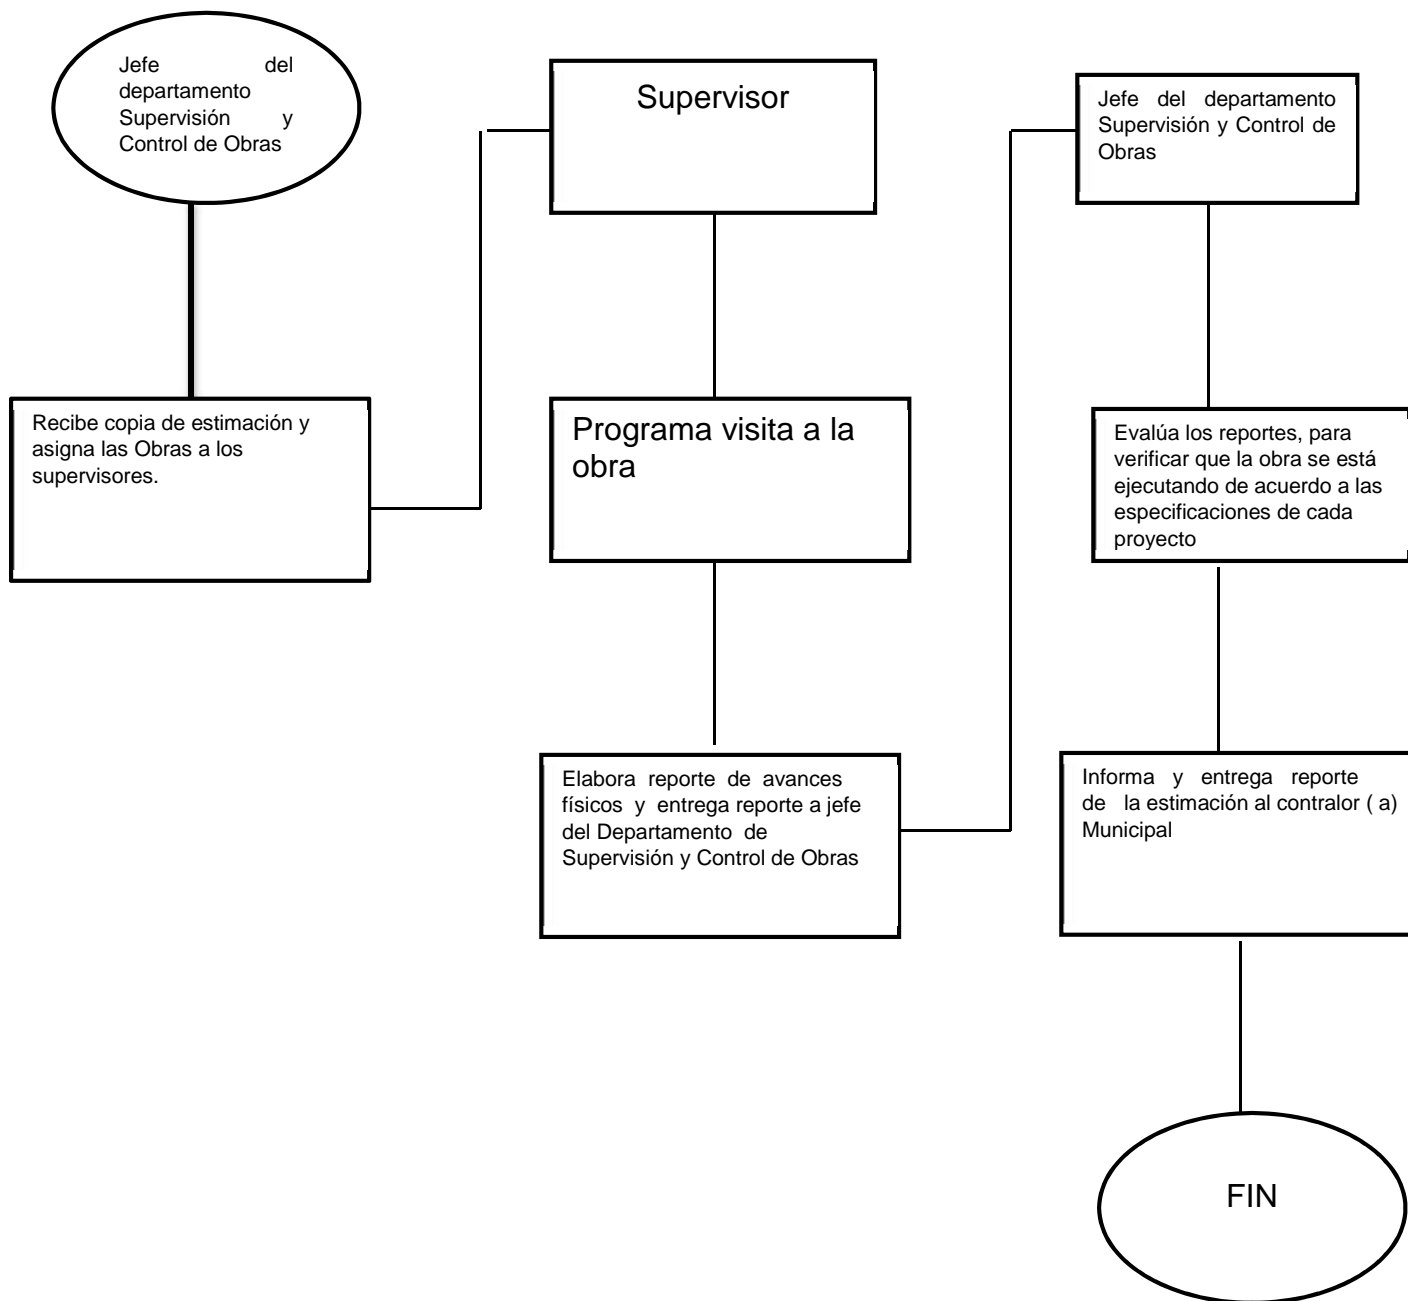 Jefe del
departamento
Supervisión y
Control de Obras
Recibe copia de estimación y
asigna las Obras a los
supervisores.
Supervisor
Programa visita a la
obra
Elabora reporte de avances
físicos y entrega reporte a jefe
del Departamento de
Supervisión y Control de Obras
Jefe del departamento
Supervisión y Control de
Obras
Evalúa los reportes, para
verificar que la obra se está
ejecutando de acuerdo a las
especificaciones de cada
proyecto
Informa y entrega reporte
de la estimación al contralor ( a)
Municipal
FIN